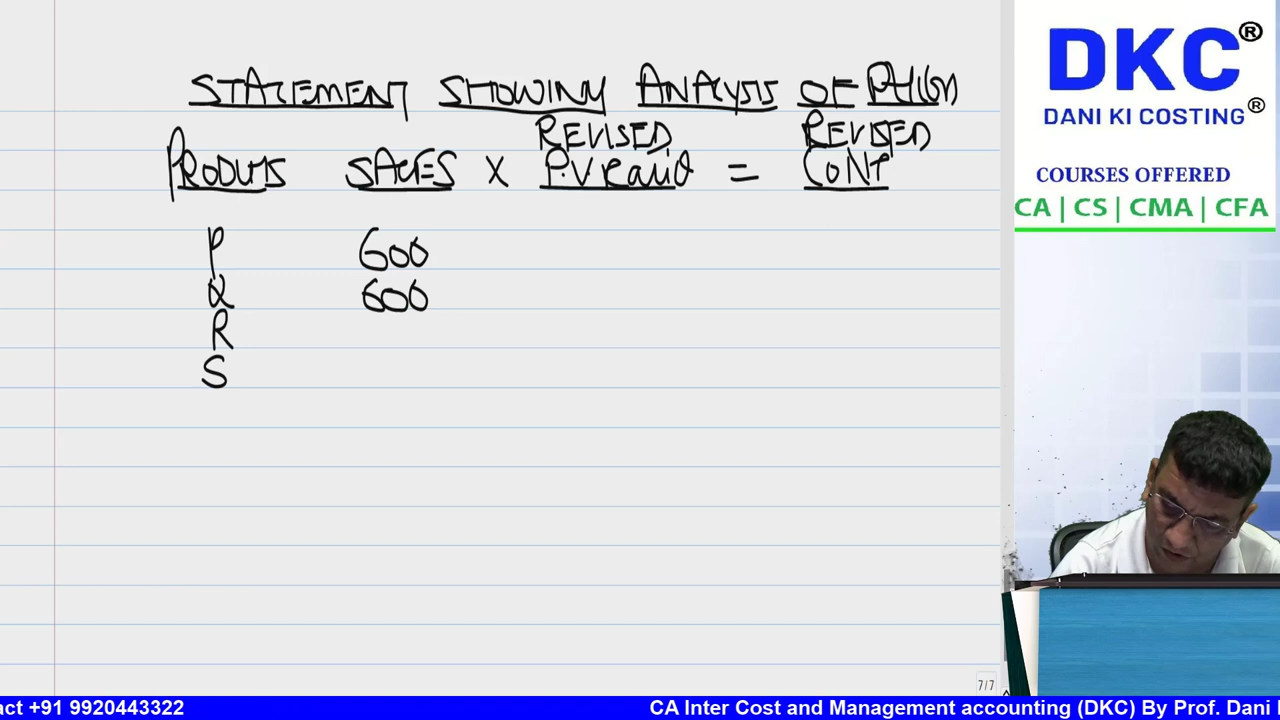 STATEMENT SHOWING ANALYSIS OF
REVISED REVISED
PRODUCTS SALES X P.V RATIO = CONT
P 600
Q 600
R
S
7/7
DKC®
DANI KI COSTING®
COURSES OFFERED
CA | CS | CMA | CFA
act +91 9920443322 CA Inter Cost and Management accounting (DKC) By Prof. Dani